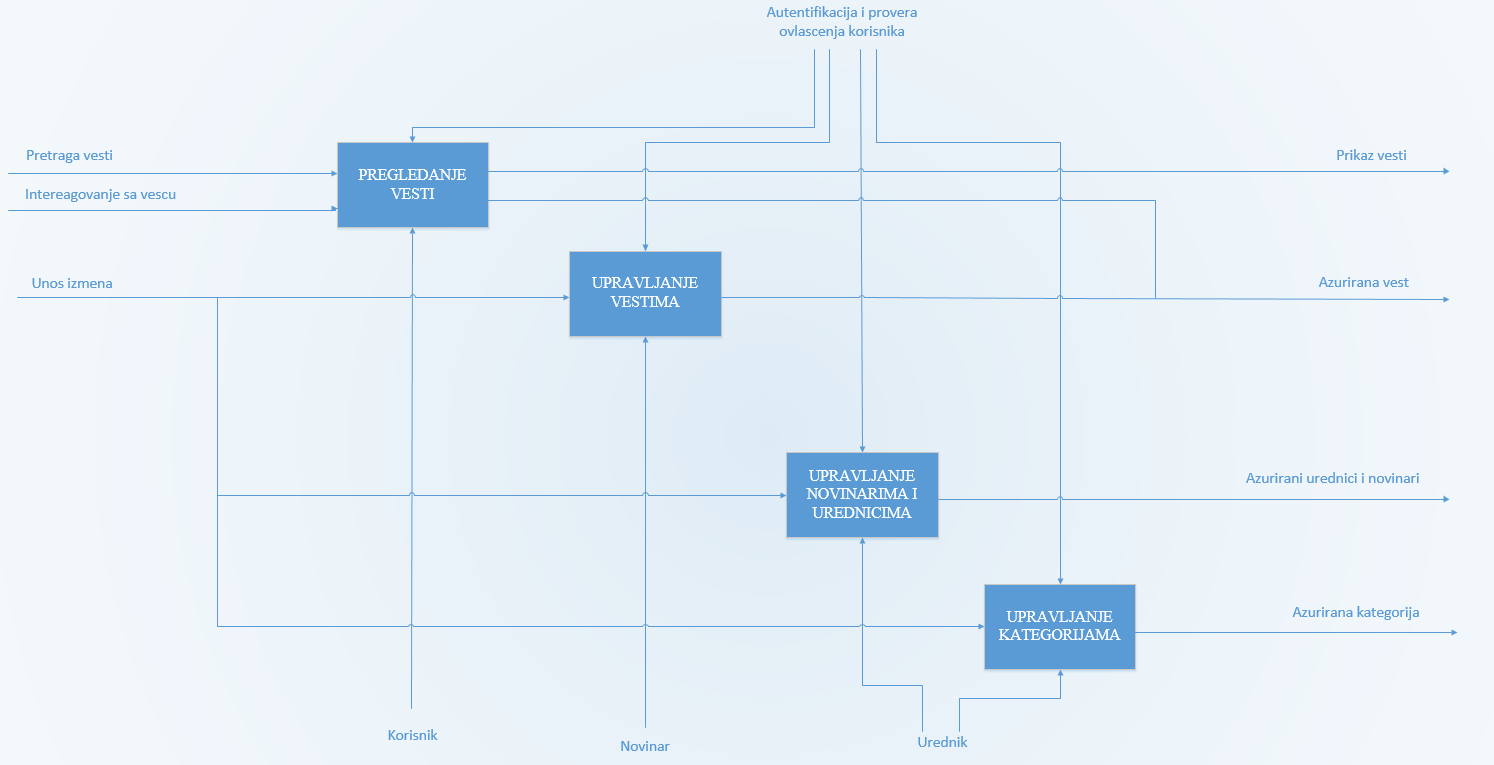 Autentifikacija i provera
ovlascenja korisnika
Pretraga vesti
PREGLEDANJE
VESTI
Prikaz vesti
Intereagovanje sa vescu
Unos izmena
UPRAVLJANJE
VESTIMA
Azurirana vest
UPRAVLJANJE
NOVINARIMA I
UREDNICIMA
Azurirani urednici i novinari
UPRAVLJANJE
KATEGORIJAMA
Azurirana kategorija
Korisnik
Novinar
Urednik